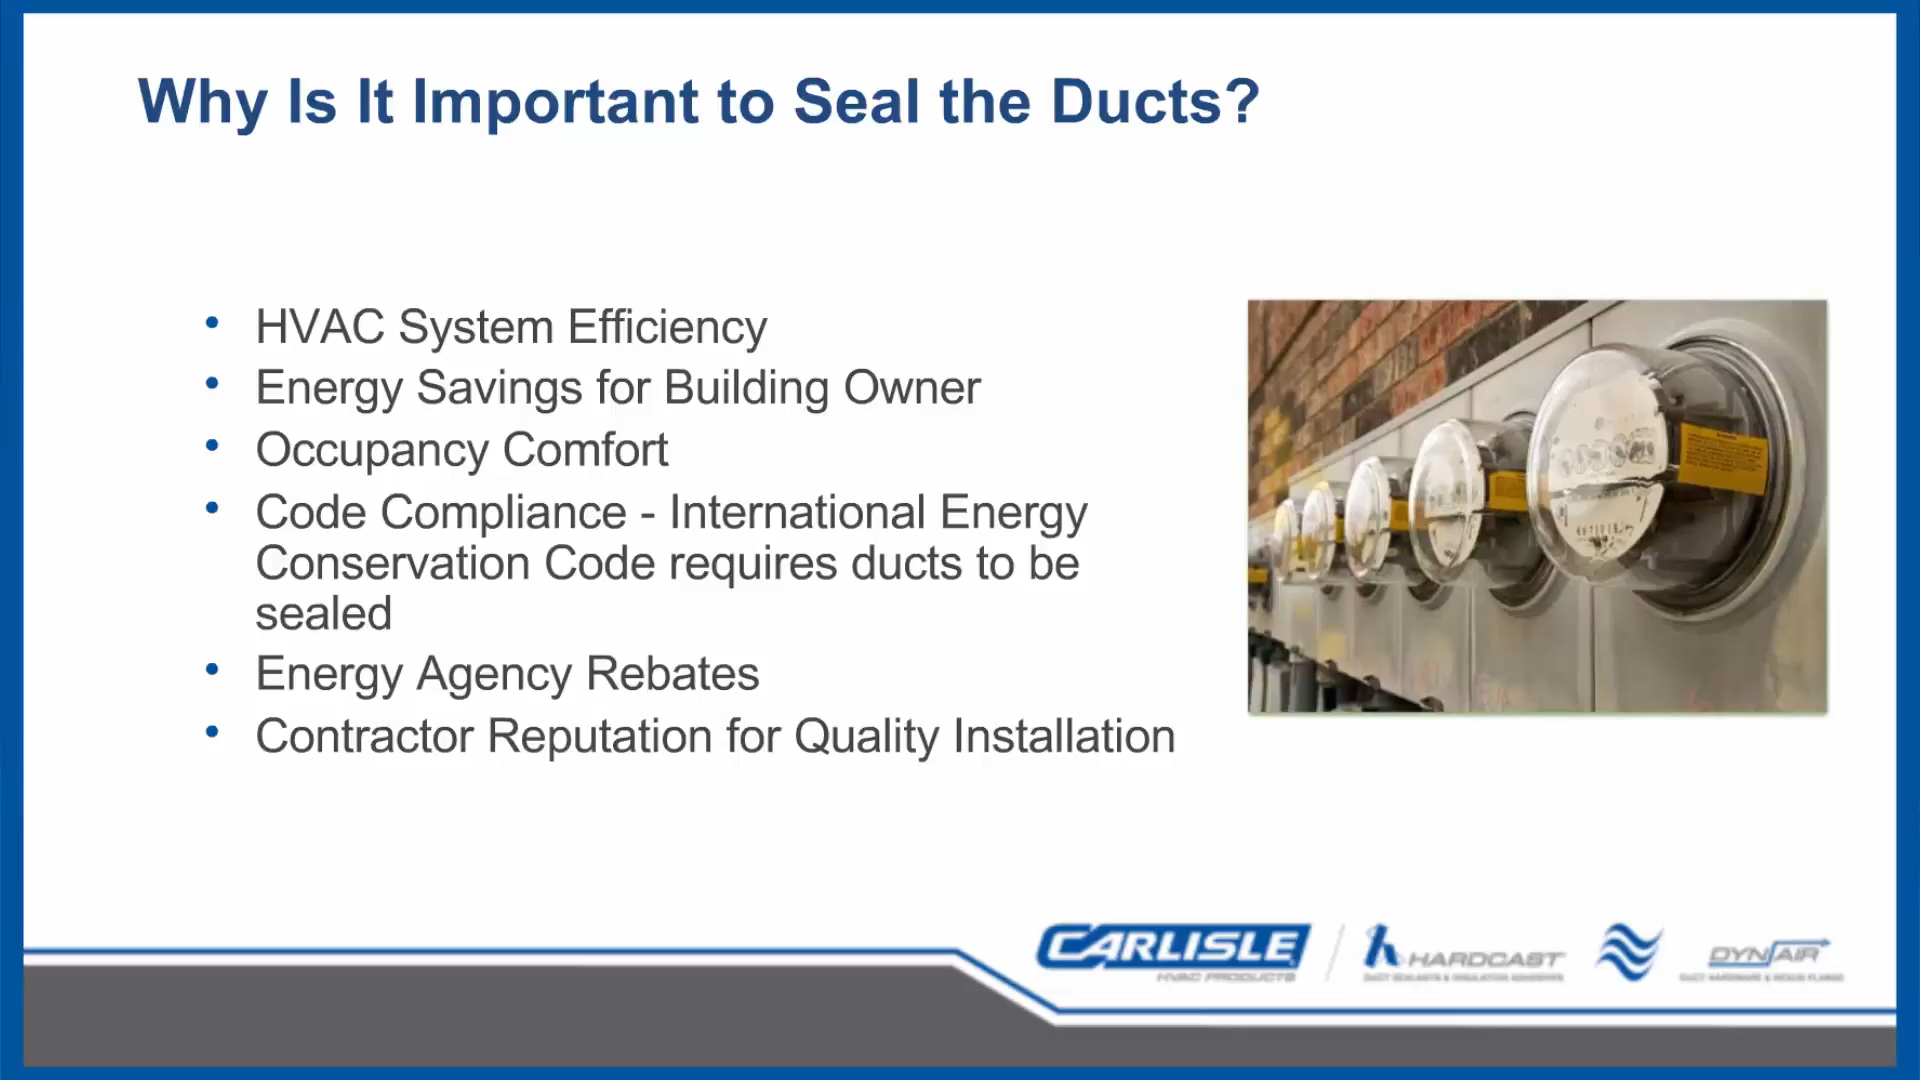 Why Is It Important to Seal the Ducts?
• HVAC System Efficiency
• Energy Savings for Building Owner
• Occupancy Comfort
• Code Compliance - International Energy
Conservation Code requires ducts to be
sealed
• Energy Agency Rebates
• Contractor Reputation for Quality Installation
CARLISLE
HVAC PRODUCTS
HARDCAST
DYNAIR